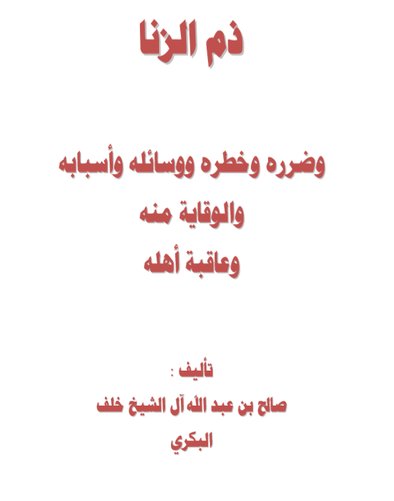 ذم الزنا
وضرره وخطره ووسائله وأسبابه
والوقاية منه
وعاقبة أهله
تأليف :
صالح بن عبد الله آل الشيخ خلف
البكري